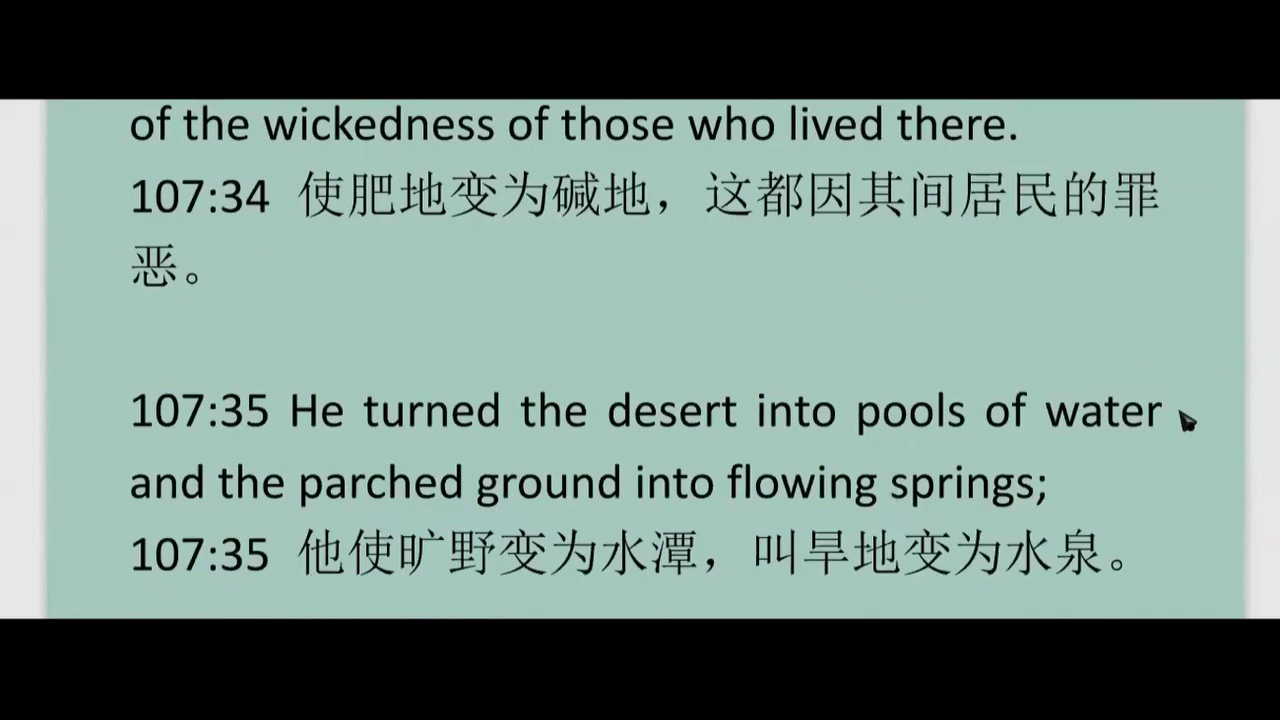 of the wickedness of those who lived there.
107:34 使肥地变为碱地，这都因其间居民的罪
恶。
107:35 He turned the desert into pools of water
and the parched ground into flowing springs;
107:35 他使旷野变为水潭，叫旱地变为水泉。